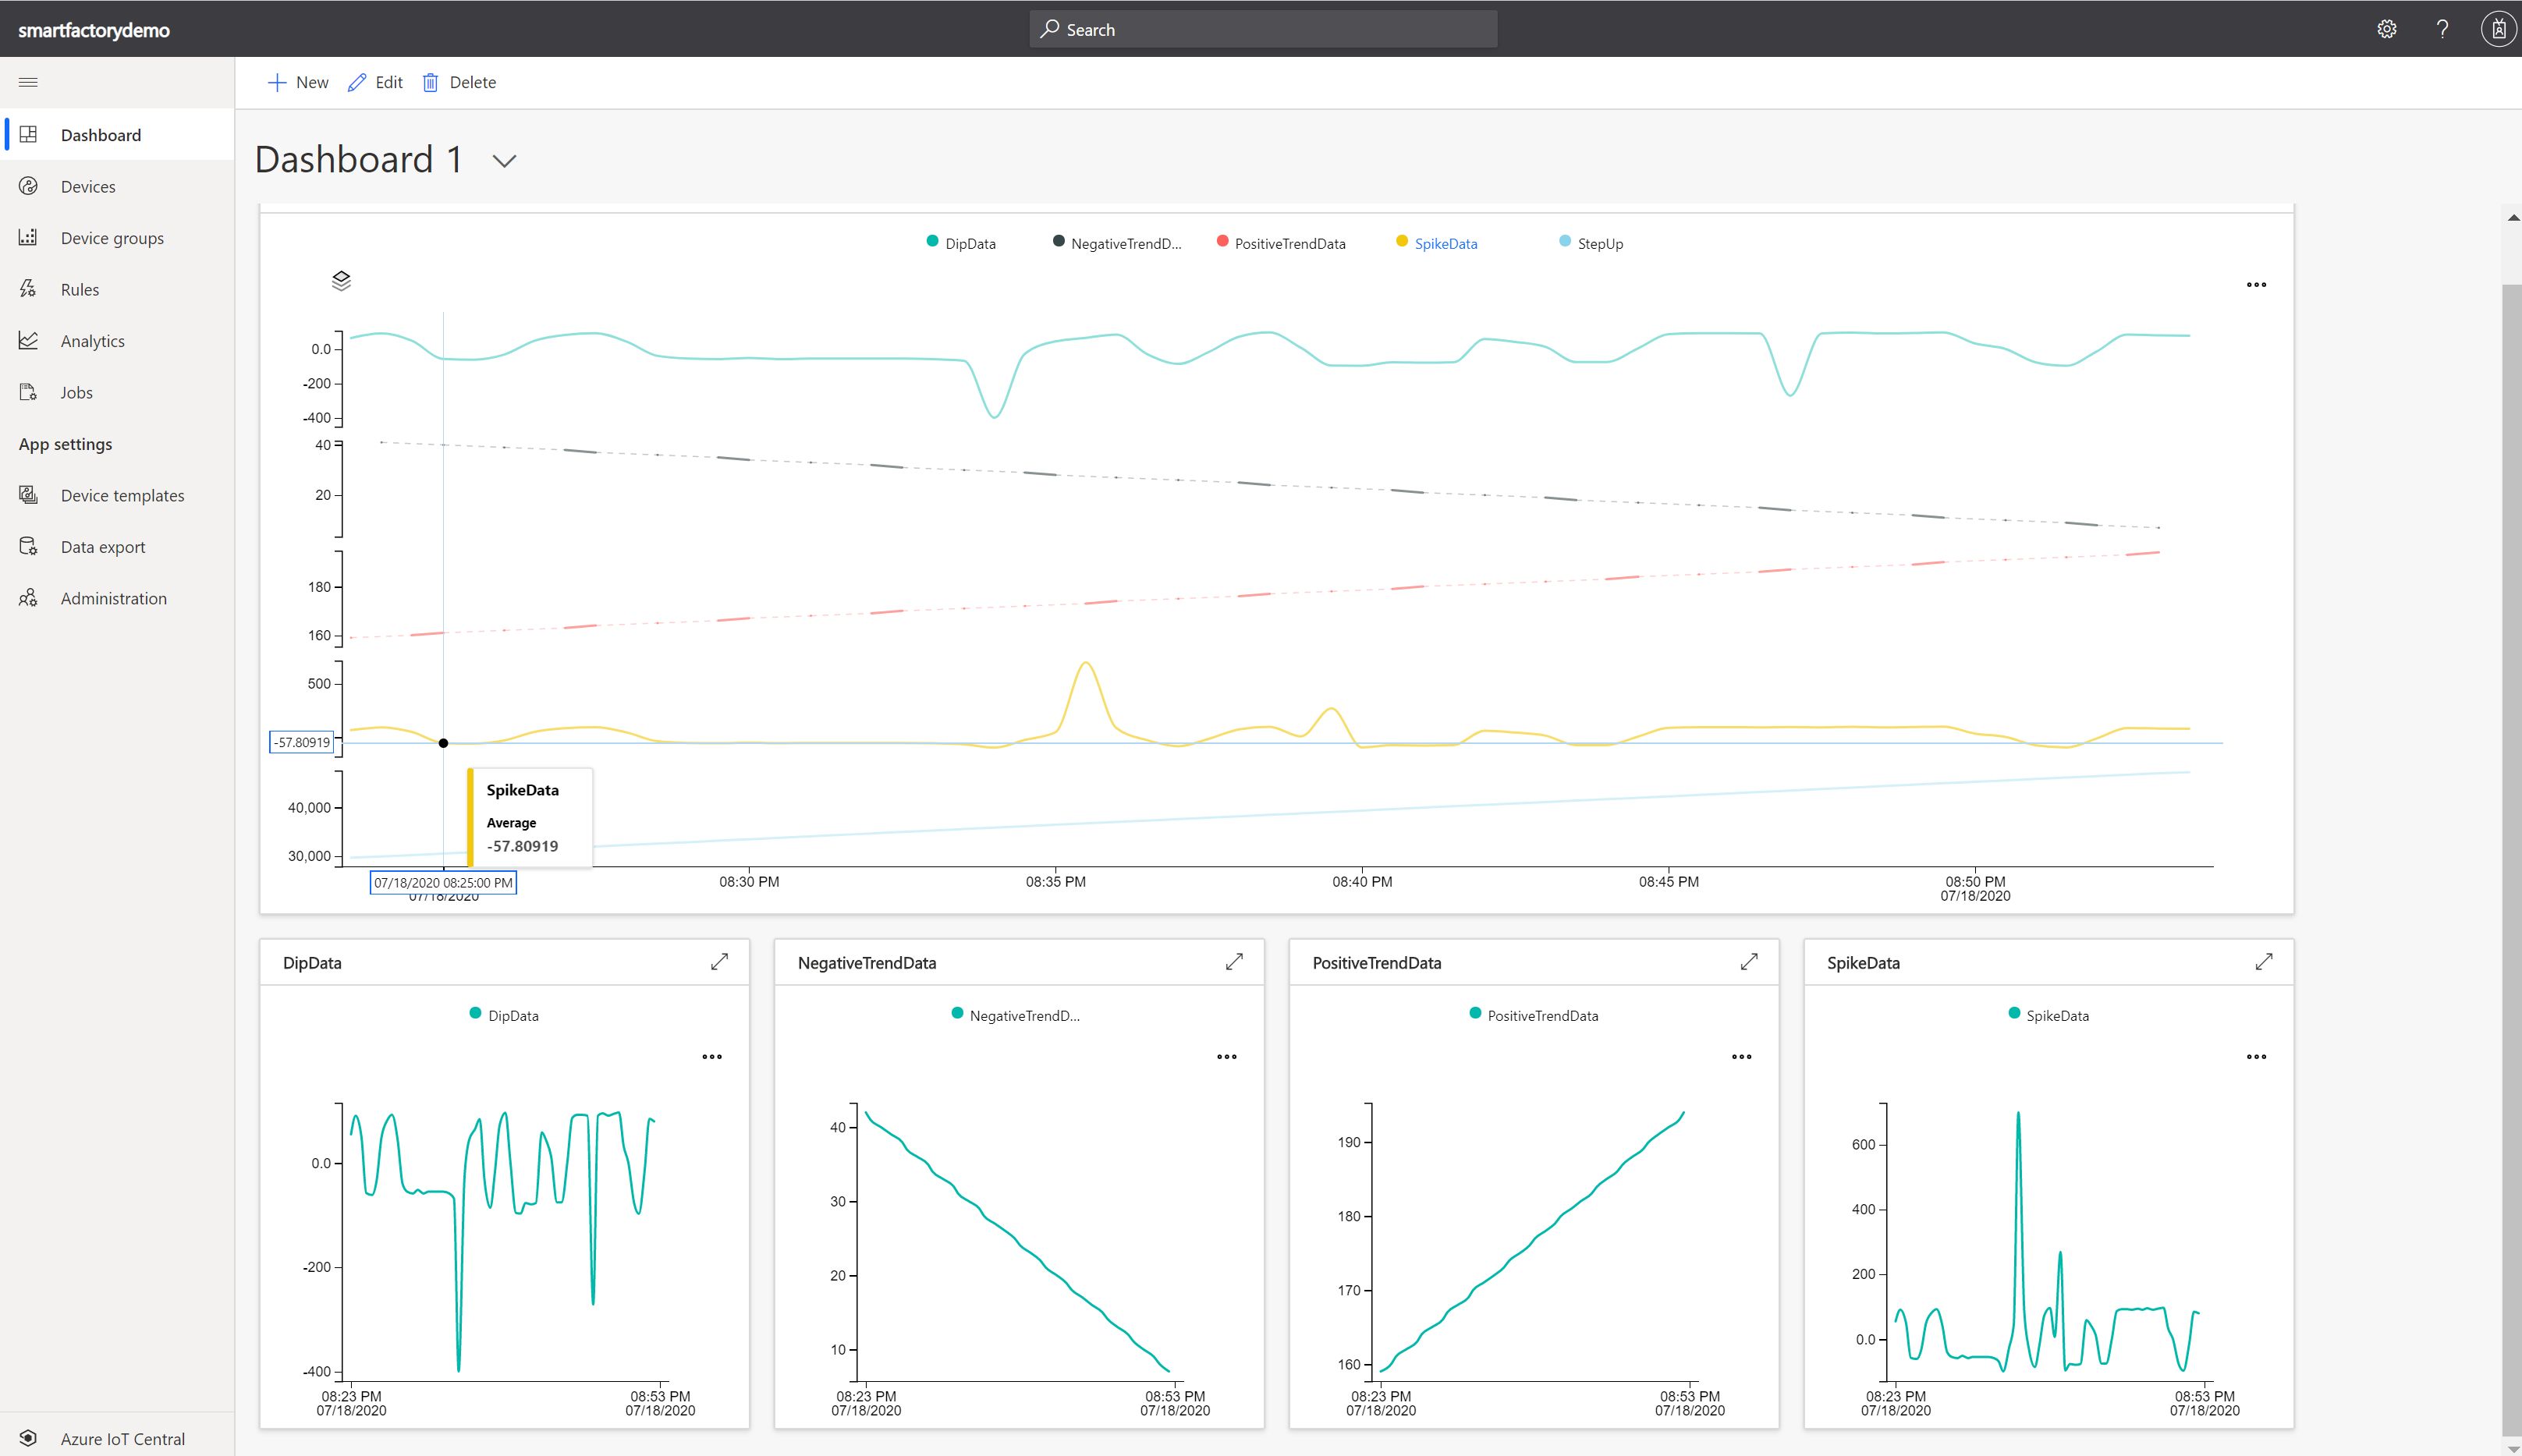 smartfactorydemo
Search
New Edit Delete
Dashboard
Devices
Device groups
Rules
Analytics
Jobs
App settings
Device templates
Data export
Administration
Azure IoT Central
Dashboard 1
DipData NegativeTrendD... PositiveTrendData SpikeData StepUp
0.0
-200
-400
40
20
180
160
500
-57.80919
40,000
30,000
SpikeData
Average
-57.80919
07/18/2020 08:25:00 PM 08:30 PM 08:35 PM 08:40 PM 08:45 PM 08:50 PM
07/18/2020 07/18/2020
DipData
DipData
0.0
-200
-400
08:23 PM 08:53 PM
07/18/2020 07/18/2020
NegativeTrendData
NegativeTrendD...
40
30
20
10
08:23 PM 08:53 PM
07/18/2020 07/18/2020
PositiveTrendData
PositiveTrendData
190
180
170
160
08:23 PM 08:53 PM
07/18/2020 07/18/2020
SpikeData
SpikeData
600
400
200
0.0
08:23 PM 08:53 PM
07/18/2020 07/18/2020